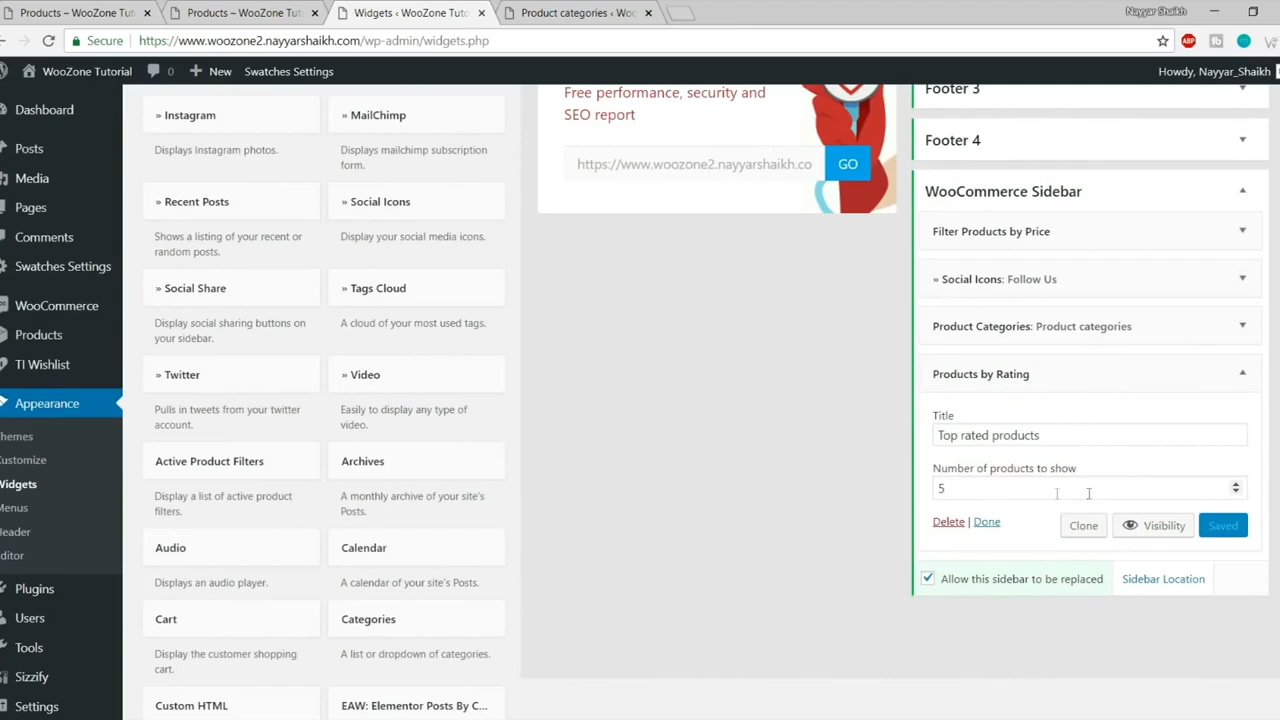 Products – WooZone Tut
Products – WooZone Tut
Widgets ‹ WooZone Tuto
Product categories ‹ Woo
Nayyar Shaikh
Secure
https://www.woozone2.nayyarshaikh.com/wp-admin/widgets.php
ABP
WooZone Tutorial
0
New
Swatches Settings
Howdy, Nayyar_Shaikh
Dashboard
Posts
Media
Pages
Comments
Swatches Settings
WooCommerce
Products
TI Wishlist
Appearance
hemes
ustomize
Widgets
enus
eader
ditor
Plugins
Users
Tools
Sizzify
Settings
» Instagram
Displays Instagram photos.
» MailChimp
Displays mailchimp subscription
form.
» Recent Posts
Shows a listing of your recent or
random posts.
» Social Icons
Display your social media icons.
» Social Share
Display social sharing buttons on
your sidebar.
» Tags Cloud
A cloud of your most used tags.
» Twitter
Pulls in tweets from your twitter
account.
» Video
Easily to display any type of
video.
Active Product Filters
Display a list of active product
filters.
Archives
A monthly archive of your site's
Posts.
Audio
Displays an audio player.
Calendar
A calendar of your site's Posts.
Cart
Display the customer shopping
cart.
Categories
A list or dropdown of categories.
Custom HTML
EAW: Elementor Posts By C...
Free performance, security and
SEO report
https://www.woozone2.nayyarshaikh.co
GO
Footer 3
Footer 4
WooCommerce Sidebar
Filter Products by Price
» Social Icons: Follow Us
Product Categories: Product categories
Products by Rating
Title
Top rated products
Number of products to show
5
Delete | Done
Clone
Visibility
Saved
Allow this sidebar to be replaced
Sidebar Location